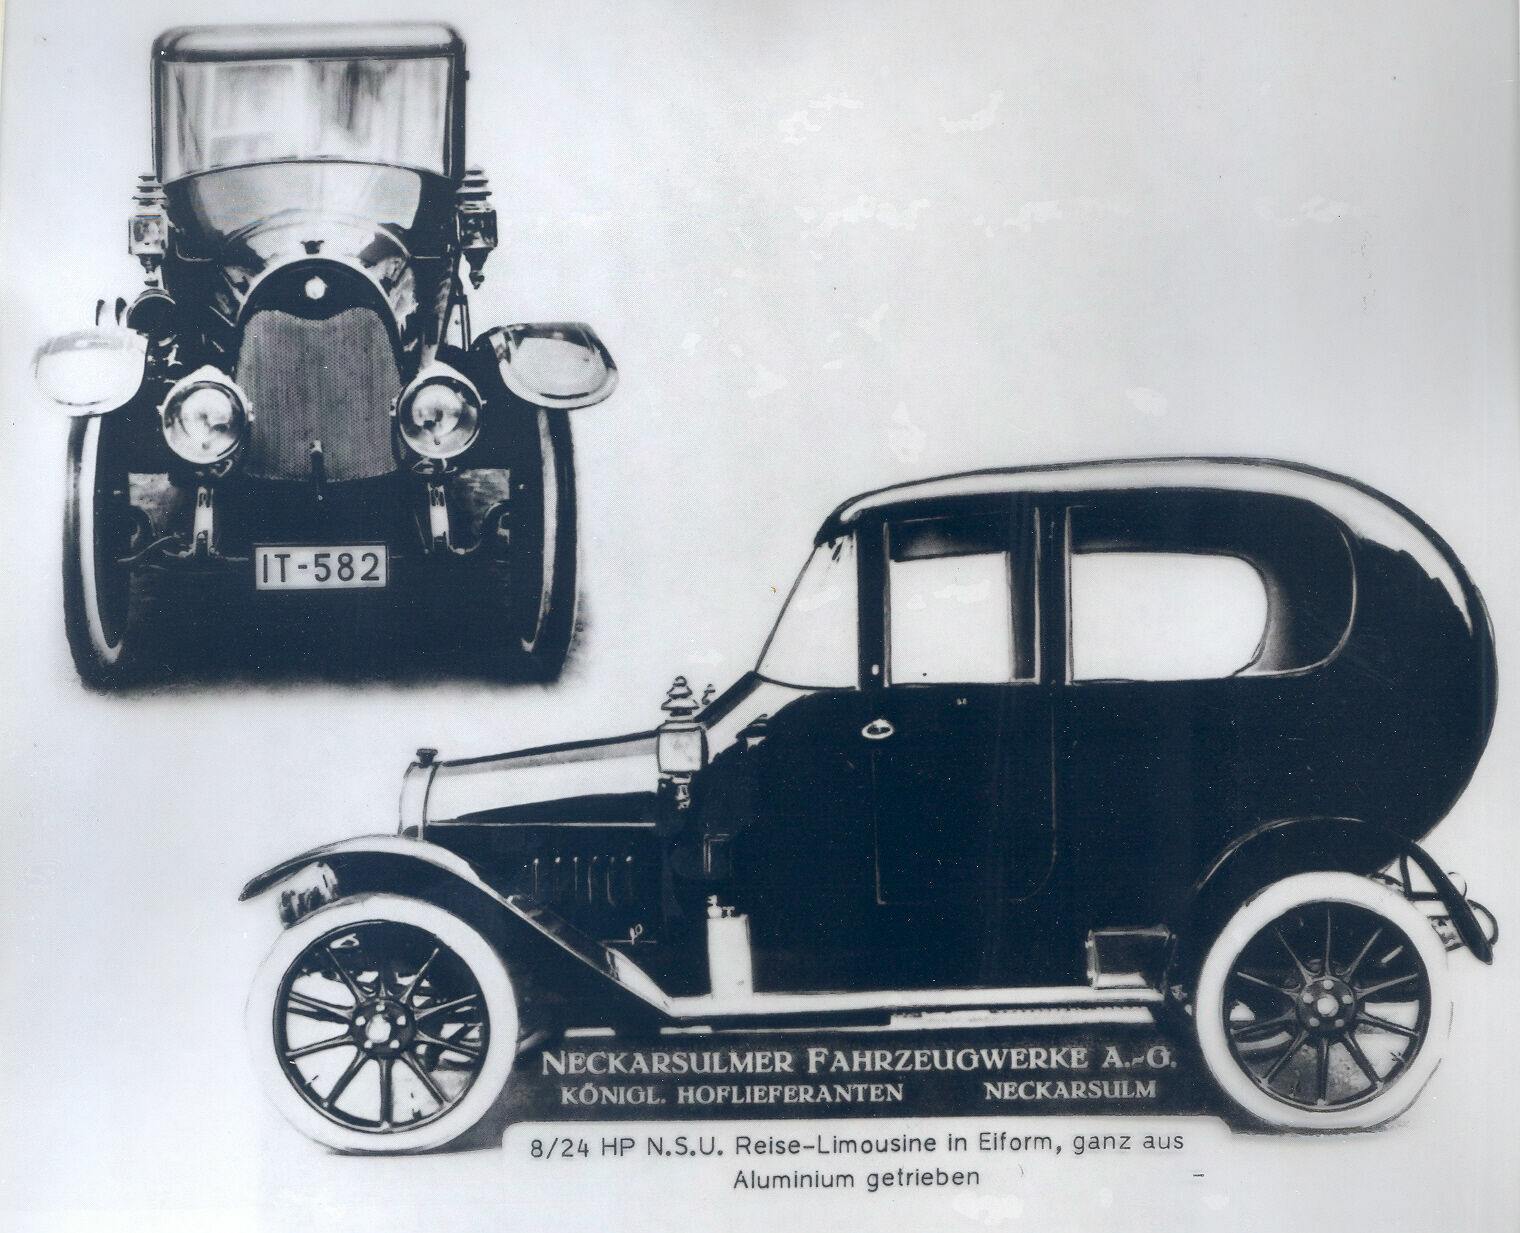 IT-582
NECKARSULMER FAHRZEUGWERKE A.-G.
KÖNIGL. HOFLIEFERANTEN NECKARSULM
8/24 HP N.S.U. Reise-Limousine in Eiform, ganz aus
Aluminium getrieben